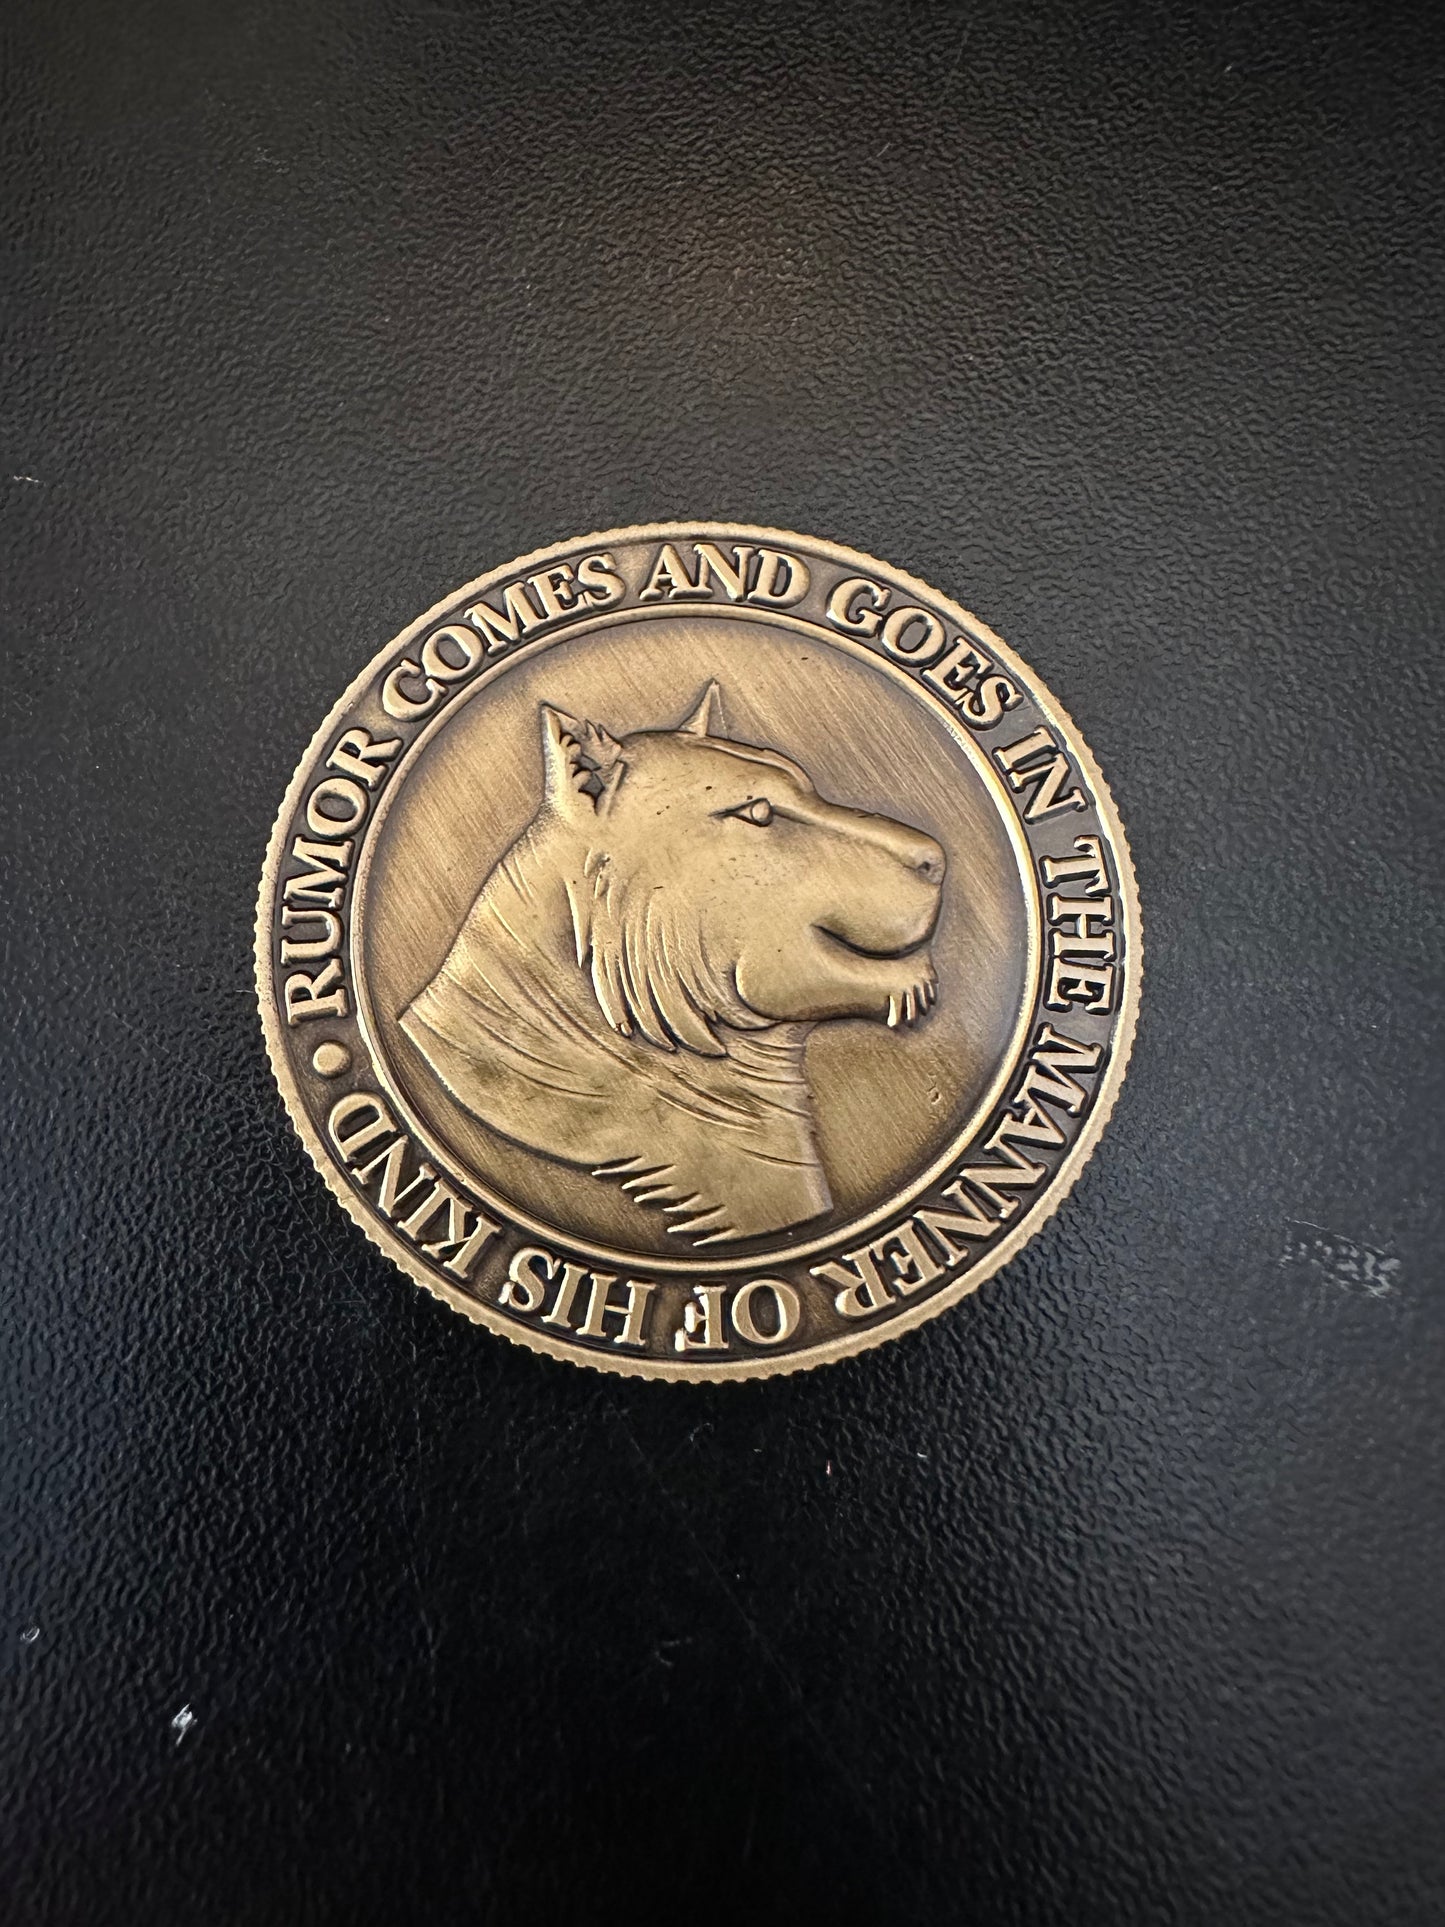 RUMOR COMES AND GOES IN THE MANNER OF HIS KIND •